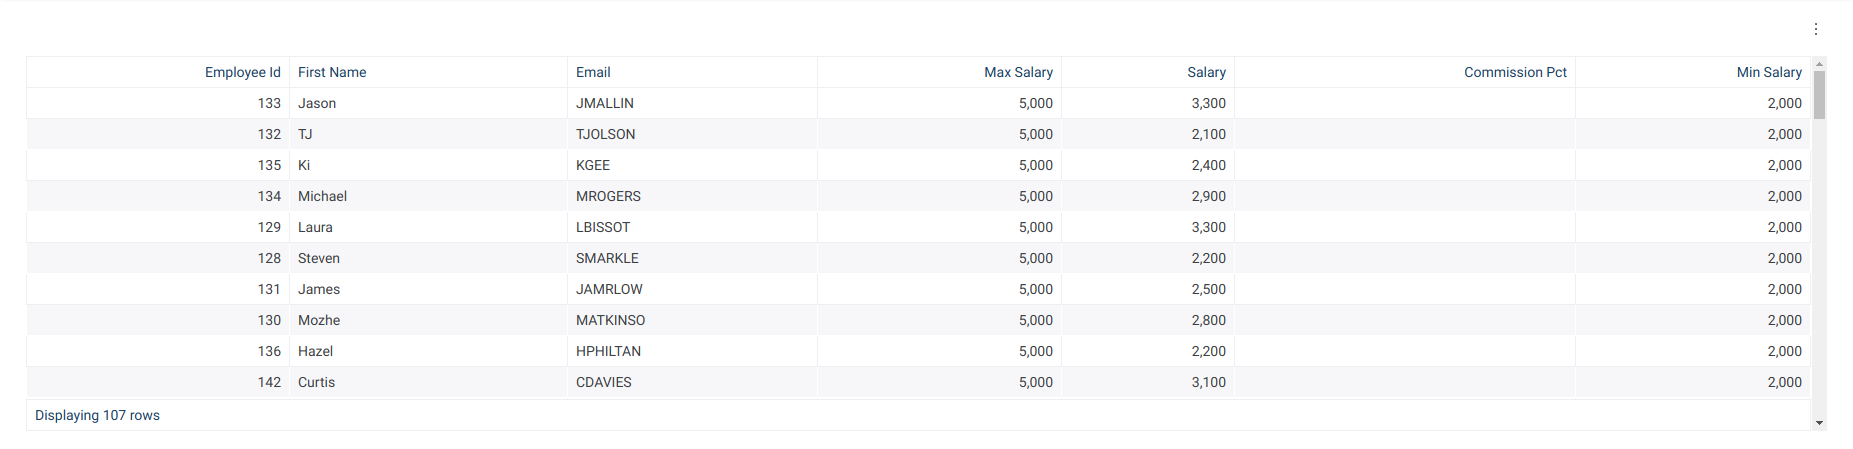 Employee Id First Name Email Max Salary Salary Commission Pct Min Salary
133 Jason JMALLIN 5,000 3,300 2,000
132 TJ TJOLSON 5,000 2,100 2,000
135 Ki KGEE 5,000 2,400 2,000
134 Michael MROGERS 5,000 2,900 2,000
129 Laura LBISSOT 5,000 3,300 2,000
128 Steven SMARKLE 5,000 2,200 2,000
131 James JAMRLOW 5,000 2,500 2,000
130 Mozhe MATKINSO 5,000 2,800 2,000
136 Hazel HPHILTAN 5,000 2,200 2,000
142 Curtis CDAVIES 5,000 3,100 2,000
Displaying 107 rows